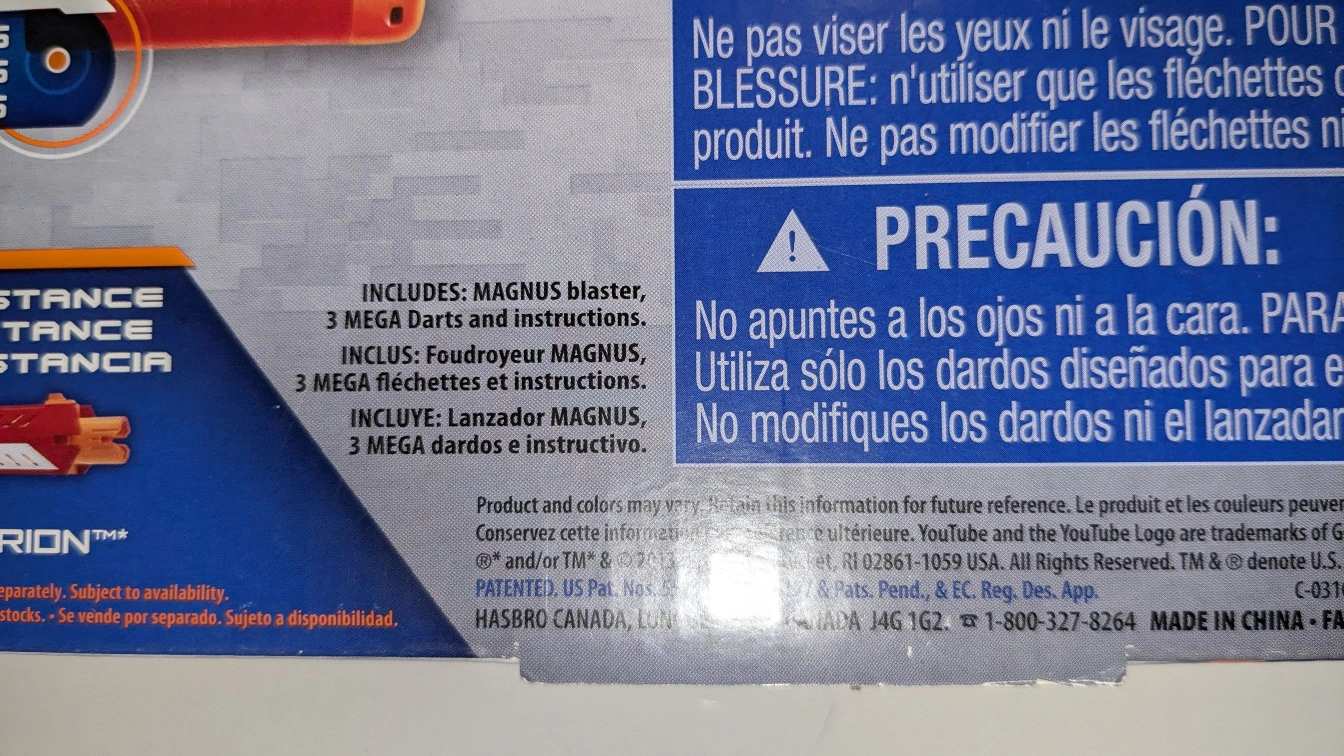 Ne pas viser les yeux ni le visage. POUR
BLESSURE: n'utiliser que les fléchettes
produit. Ne pas modifier les fléchettes
PRECAUCIÓN:
No apuntes a los ojos ni a la cara. PARA
Utiliza sólo los dardos diseñados para
No modifiques los dardos ni el
STANCE
TANCE
STANCIA
RION™*
eparately. Subject to availability.
stocks. • Se vende por separado. Sujeto a disponibilidad.
INCLUDES: MAGNUS blaster,
3 MEGA Darts and instructions.
INCLUS: Foudroyeur MAGNUS,
3 MEGA fléchettes et instructions.
INCLUYE: Lanzador MAGNUS,
3 MEGA dardos e instructivo.
Product and colors may vary. Retain this information for future reference. Le produit et les couleurs
Conservez cette ultérieure. YouTube and the YouTube Logo are trademarks of
®* and/or TM* & © RI 02861-1059 USA. All Rights Reserved. TM & ® denote U.S.
PATENTED. US Pat. Nos. & Pats. Pend., & EC. Reg. Des. App. C-031
HASBRO CANADA, J4G 1G2. ☎ 1-800-327-8264 MADE IN CHINA •